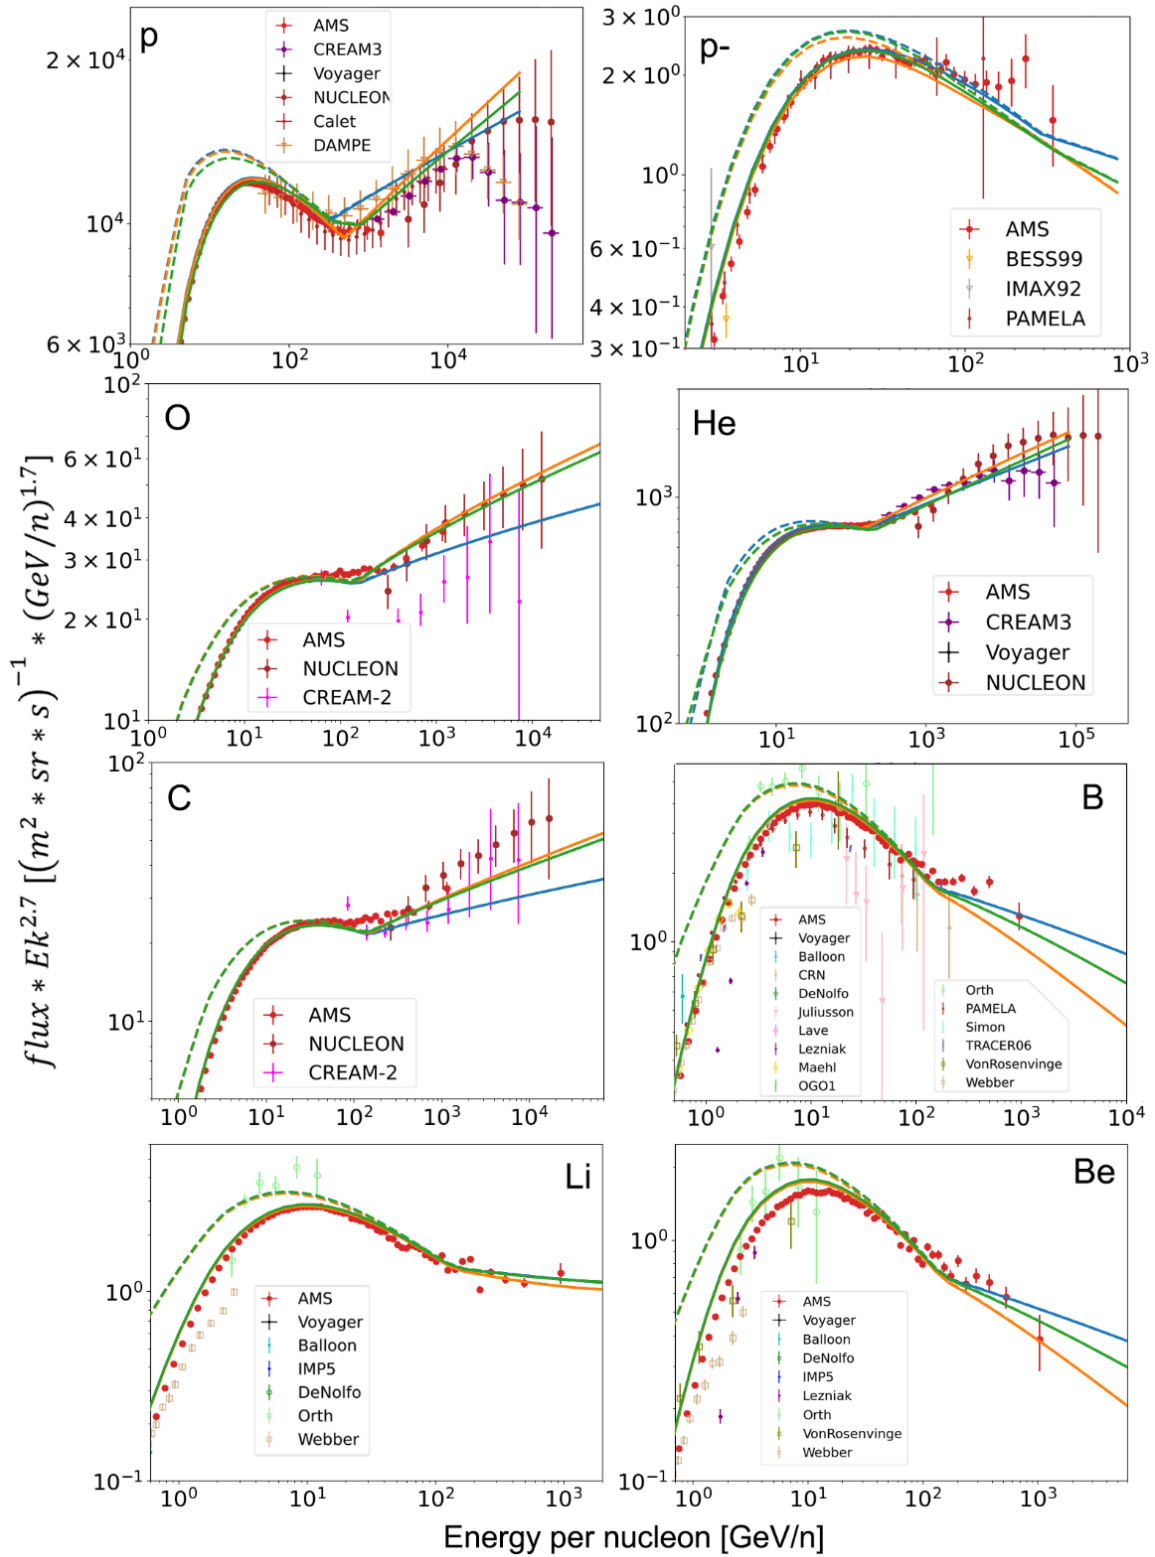 flux * Ek^2.7 [(m^2 * sr * s)^−1 * (GeV/n)^1.7]
p
AMS
CREAM3
Voyager
NUCLEON
Calet
DAMPE
2 × 10^4
10^4
6 × 10^3
10^0
10^2
10^4
p-
AMS
BESS99
IMAX92
PAMELA
3 × 10^0
2 × 10^0
10^0
6 × 10^-1
4 × 10^-1
3 × 10^-1
10^1
10^2
10^3
O
AMS
NUCLEON
CREAM-2
10^2
6 × 10^1
4 × 10^1
3 × 10^1
2 × 10^1
10^1
10^0
10^1
10^2
10^3
10^4
He
AMS
CREAM3
Voyager
NUCLEON
10^3
10^2
10^1
10^3
10^5
C
AMS
NUCLEON
CREAM-2
10^2
10^1
10^0
10^1
10^2
10^3
10^4
B
AMS
Voyager
Balloon
CRN
DeNolfo
Juliusson
Lave
Lezniak
Maehl
OGO1
Orth
PAMELA
Simon
TRACER06
VonRosenvinge
Webber
10^0
10^0
10^1
10^2
10^3
10^4
Li
AMS
Voyager
Balloon
IMP5
DeNolfo
Orth
Webber
10^0
10^-1
10^0
10^1
10^2
10^3
Be
AMS
Voyager
Balloon
DeNolfo
IMP5
Lezniak
Orth
VonRosenvinge
Webber
10^0
10^-1
10^0
10^1
10^2
10^3
Energy per nucleon [GeV/n]